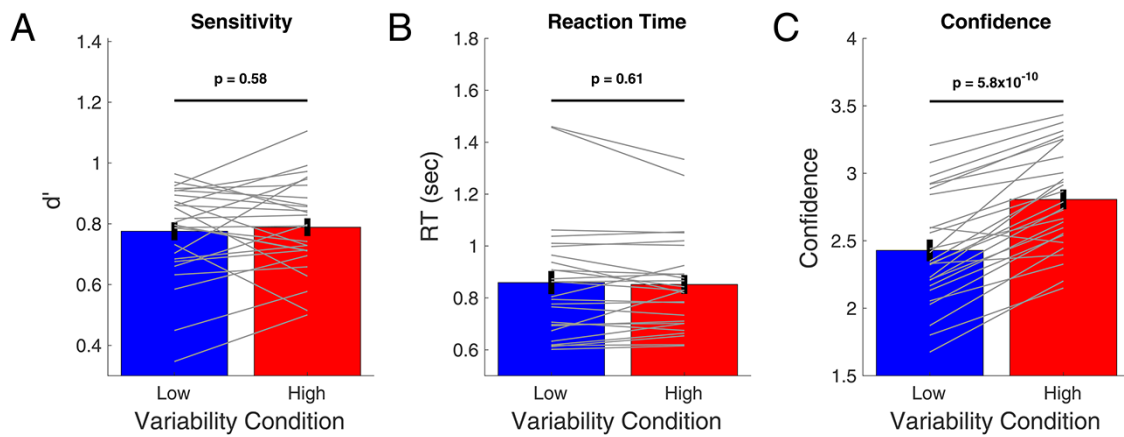 A
Sensitivity
1.4
1.2
1
0.8
0.6
0.4
d'
p = 0.58
Low
High
Variability Condition
B
Reaction Time
1.8
1.6
1.4
1.2
1
0.8
0.6
RT (sec)
p = 0.61
Low
High
Variability Condition
C
Confidence
4
3.5
3
2.5
2
1.5
Confidence
p = 5.8x10⁻¹⁰
Low
High
Variability Condition